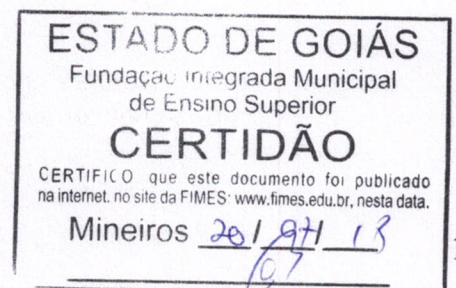 ESTADO DE GOIÁS
Fundação Integrada Municipal
de Ensino Superior
CERTIDÃO
CERTIFICO que este documento foi publicado
na internet. no site da FIMES: www.fimes.edu.br, nesta data.
Mineiros 20/ /13